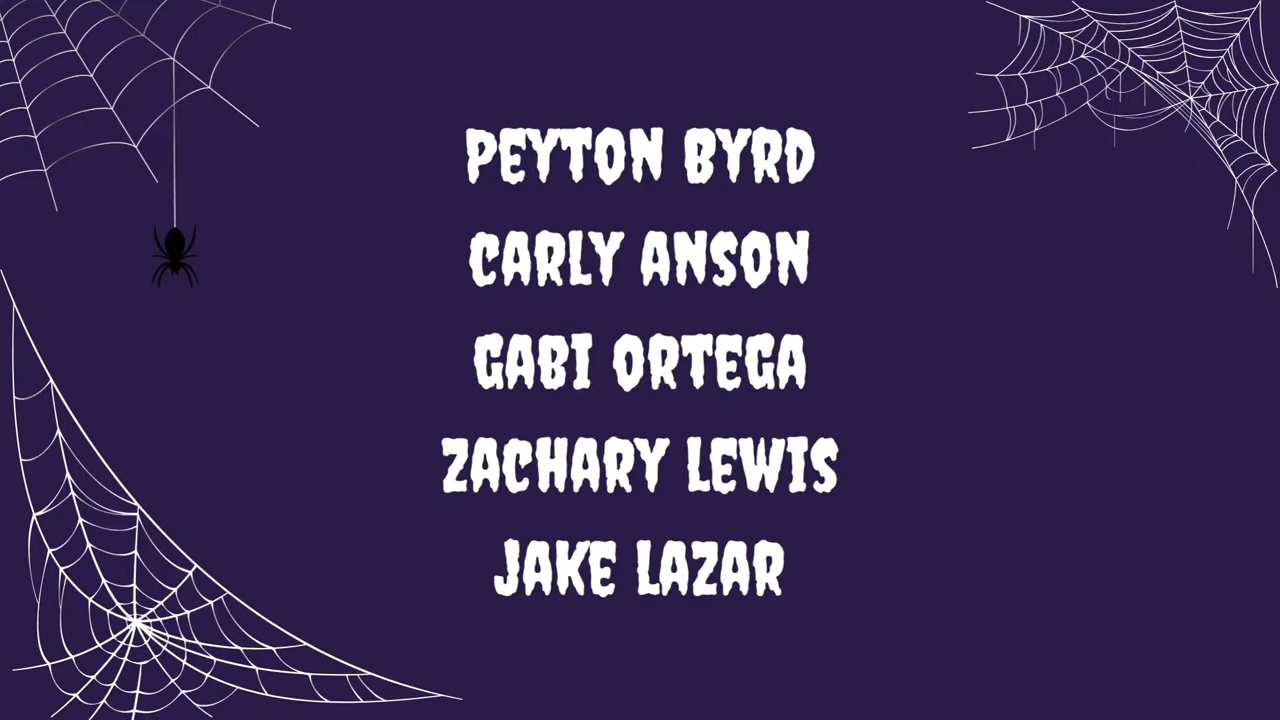 PEYTON BYRD
CARLY ANSON
GABI ORTEGA
ZACHARY LEWIS
JAKE LAZAR